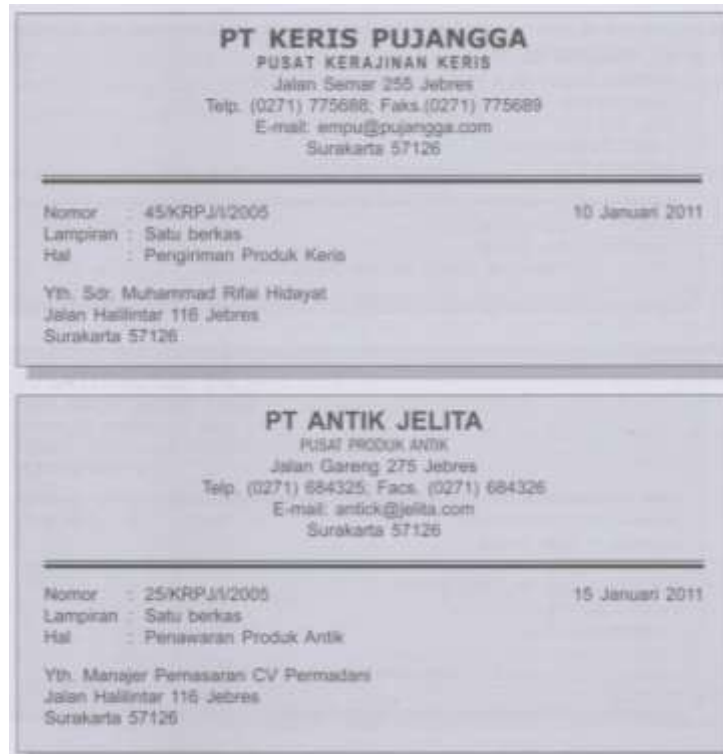 PT KERIS PUJANGGA
PUSAT KERAJINAN KERIS
Jalan Semar 255 Jebres
Telp. (0271) 775688; Faks.(0271) 775689
E-mail: empu@pujangga.com
Surakarta 57126
Nomor : 45/KRPJ/I/2005 10 Januari 2011
Lampiran : Satu berkas
Hal : Pengiriman Produk Keris
Yth. Sdr. Muhammad Rifai Hidayat
Jalan Halilintar 116 Jebres
Surakarta 57126
PT ANTIK JELITA
PUSAT PRODUK ANTIK
Jalan Gareng 275 Jebres
Telp. (0271) 684325; Facs. (0271) 684326
E-mail: antick@jelita.com
Surakarta 57126
Nomor : 25/KRPJ/I/2005 15 Januari 2011
Lampiran : Satu berkas
Hal : Penawaran Produk Antik
Yth. Manajer Pemasaran CV Permadani
Jalan Halilintar 116 Jebres
Surakarta 57126